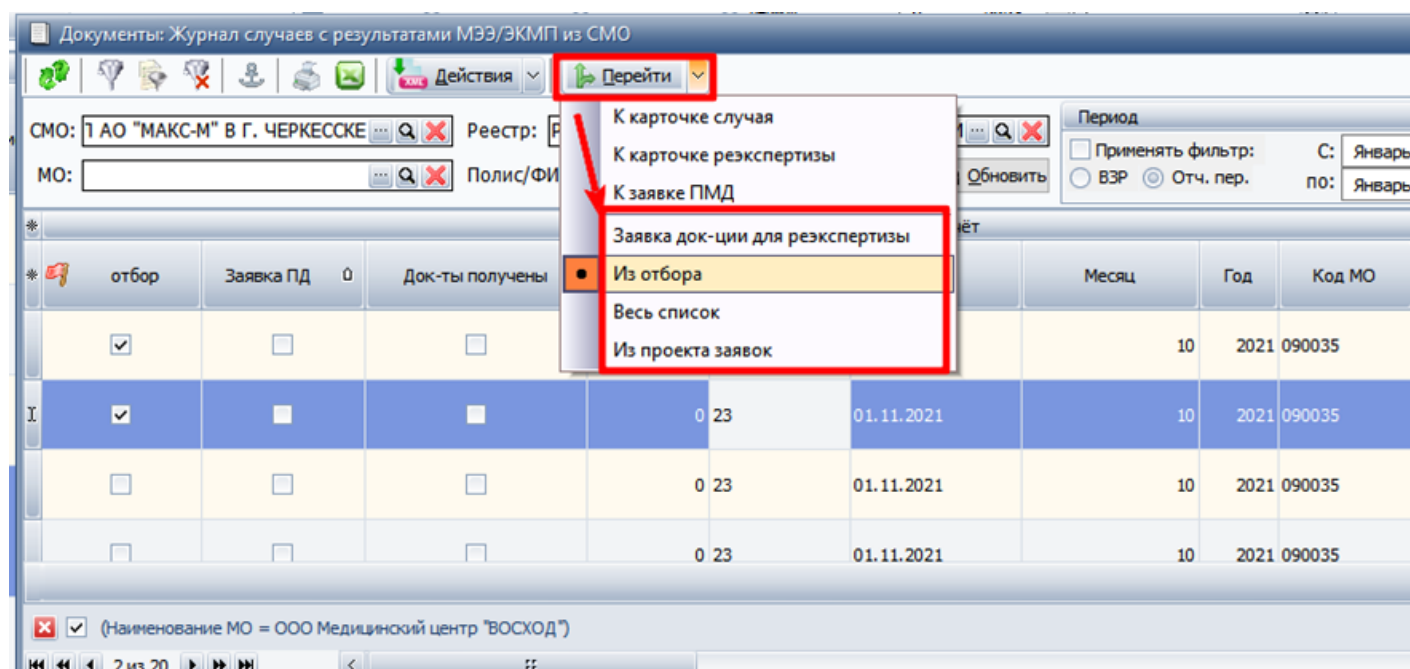 Документы: Журнал случаев с результатами МЭЭ/ЭКМП из СМО
Действия
Перейти
СМО: 1 АО "МАКС-М" В Г. ЧЕРКЕССКЕ
Реестр:
МО:
Полис/ФИ
Обновить
Период
Применять фильтр:
С: Январь
ВЗР Отч. пер.
по: Январь
К карточке случая
К карточке реэкспертизы
К заявке ПМД
Заявка док-ции для реэкспертизы
Из отбора
Весь список
Из проекта заявок
отбор Заявка ПД Док-ты получены Месяц Год Код МО
10 2021 090035
0 23 01.11.2021 10 2021 090035
0 23 01.11.2021 10 2021 090035
0 23 01.11.2021 10 2021 090035
(Наименование МО = ООО Медицинский центр "ВОСХОД")
2 из 20